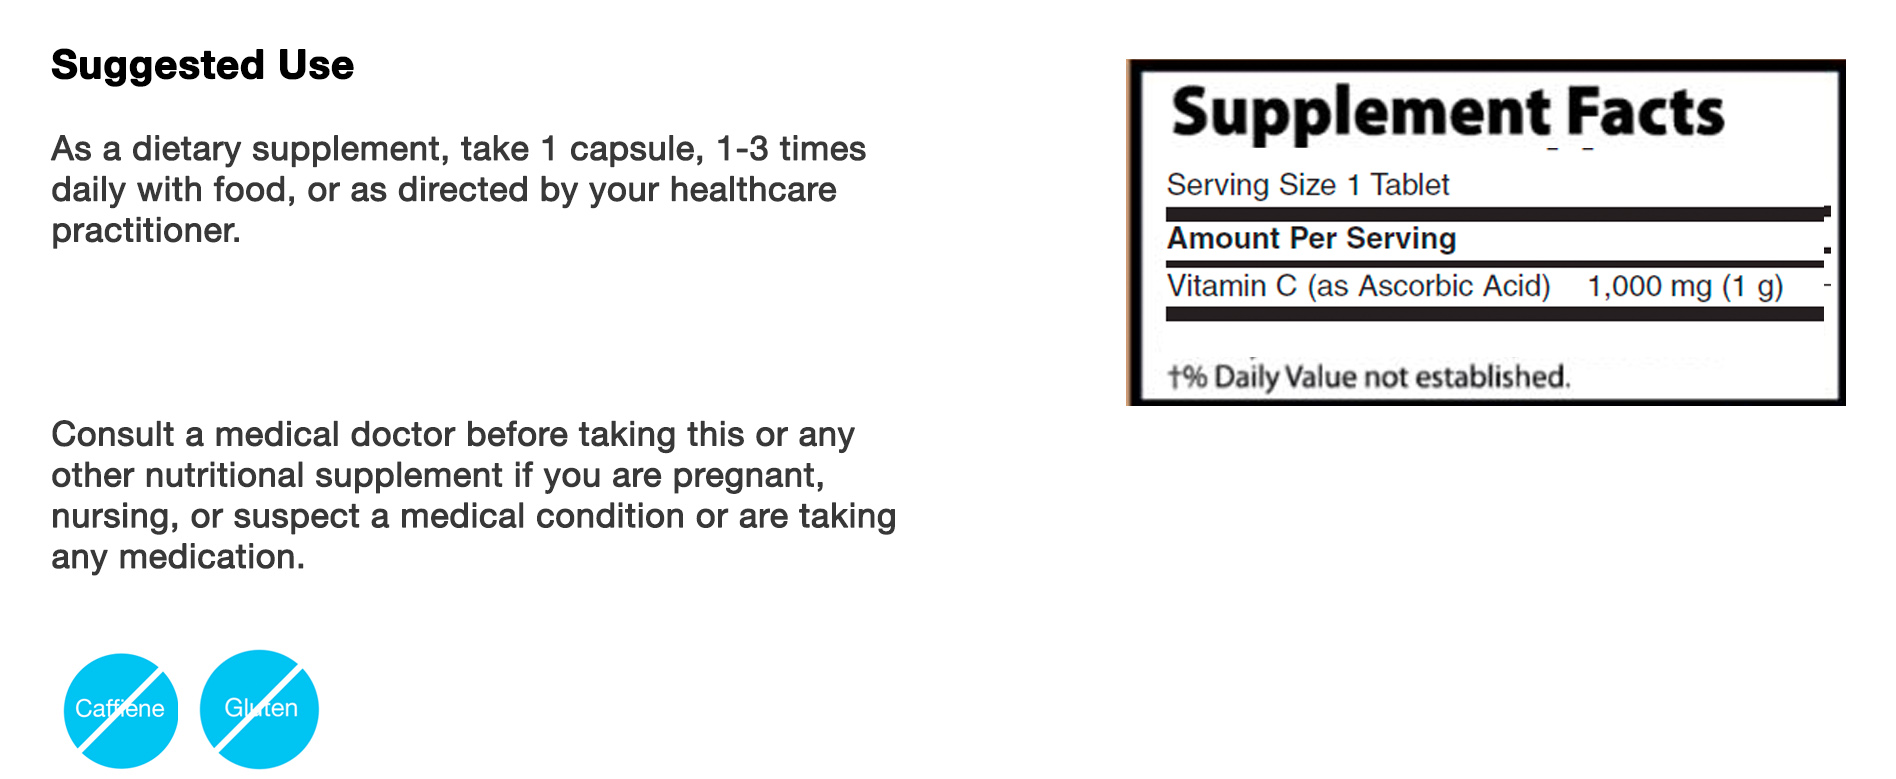 Suggested Use
As a dietary supplement, take 1 capsule, 1-3 times
daily with food, or as directed by your healthcare
practitioner.
Consult a medical doctor before taking this or any
other nutritional supplement if you are pregnant,
nursing, or suspect a medical condition or are taking
any medication.
Caffiene
Gluten
Supplement Facts
Serving Size 1 Tablet
Amount Per Serving
Vitamin C (as Ascorbic Acid) 1,000 mg (1 g)
†% Daily Value not established.